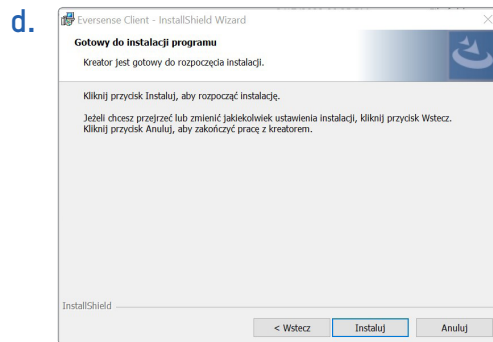 d.
Eversense Client - InstallShield Wizard
Gotowy do instalacji programu
Kreator jest gotowy do rozpoczęcia instalacji.
Kliknij przycisk Instaluj, aby rozpocząć instalację.
Jeżeli chcesz przejrzeć lub zmienić jakiekolwiek ustawienia instalacji, kliknij przycisk Wstecz.
Kliknij przycisk Anuluj, aby zakończyć pracę z kreatorem.
InstallShield
< Wstecz Instaluj Anuluj